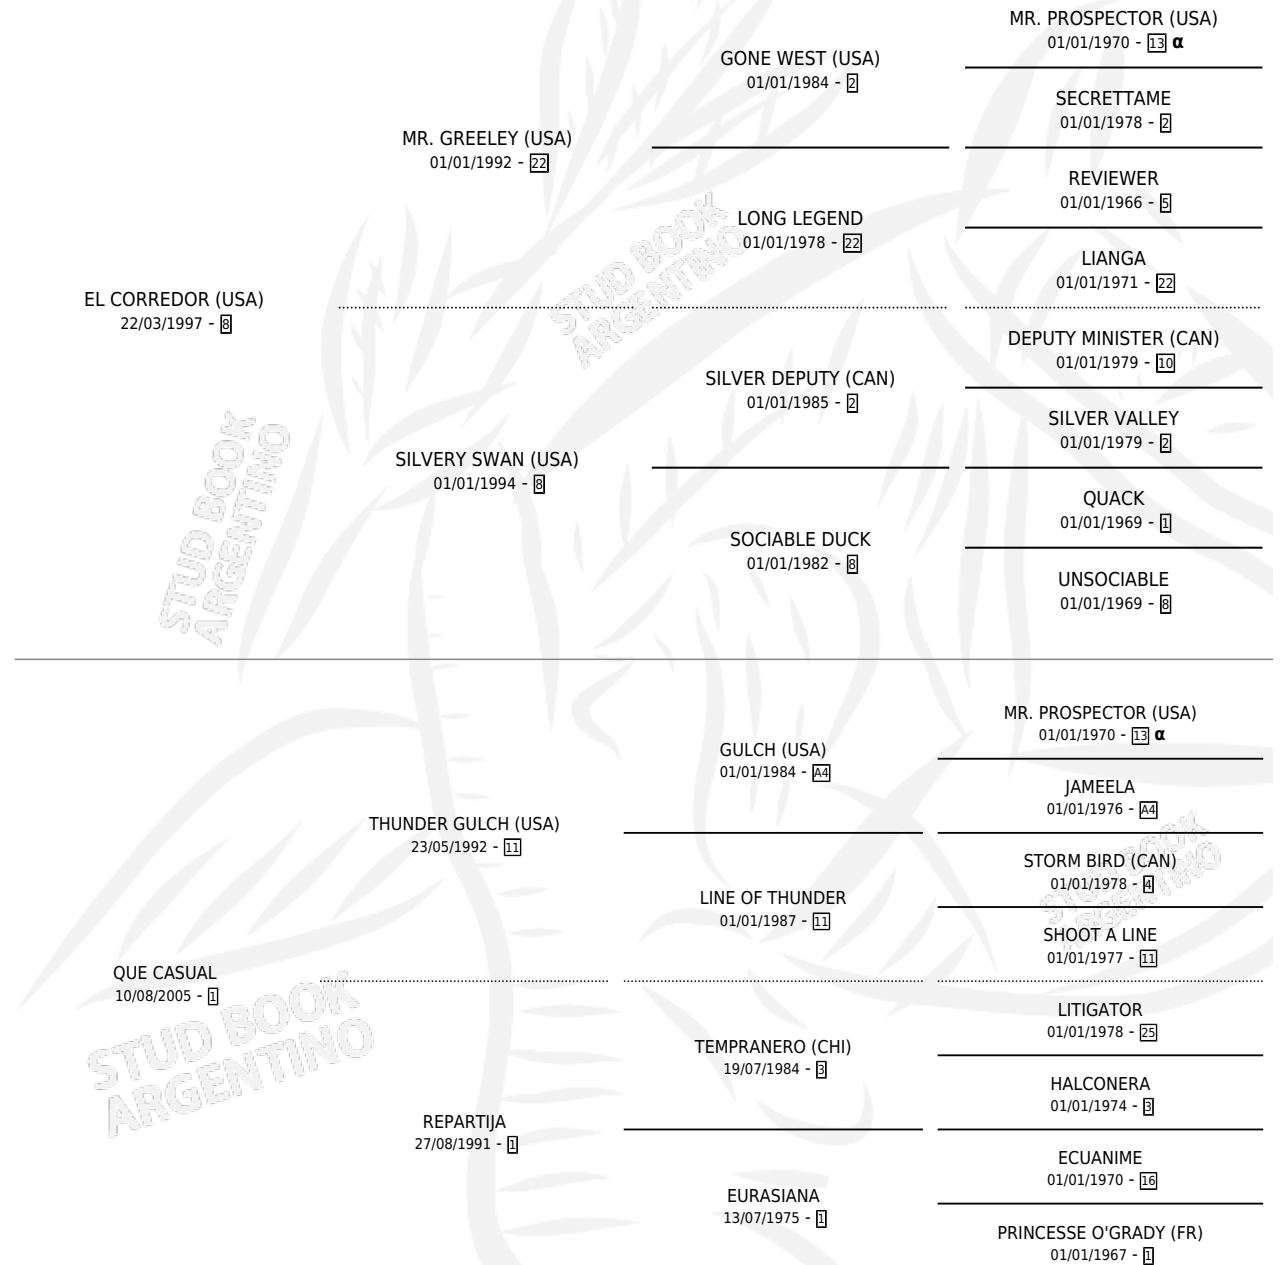 MR. PROSPECTOR (USA)
01/01/1970 - 13 α
GONE WEST (USA)
01/01/1984 - 2
SECRETTAME
01/01/1978 - 2
MR. GREELEY (USA)
01/01/1992 - 22
REVIEWER
01/01/1966 - 5
LONG LEGEND
01/01/1978 - 22
LIANGA
01/01/1971 - 22
EL CORREDOR (USA)
22/03/1997 - 8
DEPUTY MINISTER (CAN)
01/01/1979 - 10
SILVER DEPUTY (CAN)
01/01/1985 - 2
SILVER VALLEY
01/01/1979 - 2
SILVERY SWAN (USA)
01/01/1994 - 8
QUACK
01/01/1969 - 1
SOCIABLE DUCK
01/01/1982 - 8
UNSOCIABLE
01/01/1969 - 8
MR. PROSPECTOR (USA)
01/01/1970 - 13 α
GULCH (USA)
01/01/1984 - A4
JAMEELA
01/01/1976 - A4
THUNDER GULCH (USA)
23/05/1992 - 11
STORM BIRD (CAN)
01/01/1978 - 4
LINE OF THUNDER
01/01/1987 - 11
SHOOT A LINE
01/01/1977 - 11
QUE CASUAL
10/08/2005 - 1
LITIGATOR
01/01/1978 - 25
TEMPRANERO (CHI)
19/07/1984 - 3
HALCONERA
01/01/1974 - 3
REPARTIJA
27/08/1991 - 1
ECUANIME
01/01/1970 - 16
EURASIANA
13/07/1975 - 1
PRINCESSE O'GRADY (FR)
01/01/1967 - 1
STUD BOOK
ARGENTINO
STUD BOOK
ARGENTINO
STUD BOOK
ARGENTINO
STUD BOOK
ARGENTINO